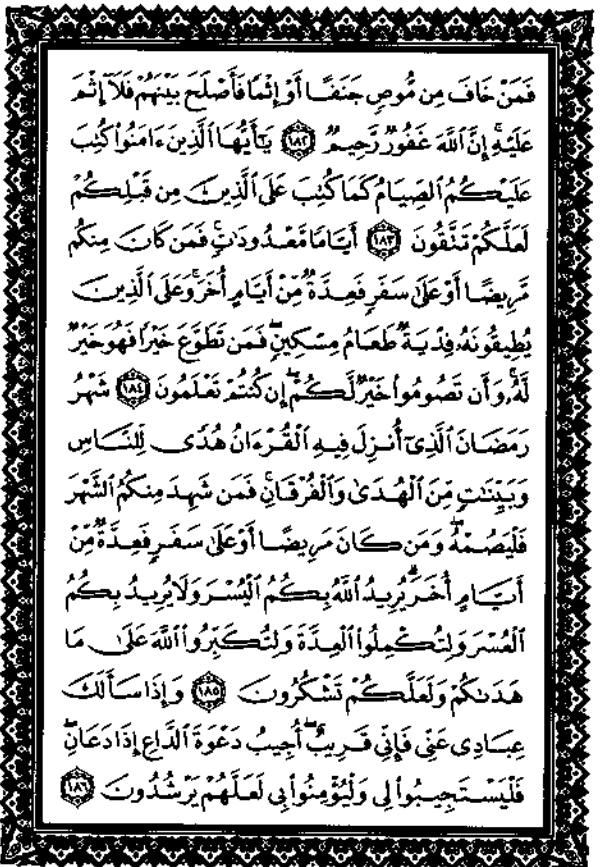 فَمَنْ خَافَ مِن مُّوصٍ جَنَفًا أَوْ إِثْمًا فَأَصْلَحَ بَيْنَهُمْ فَلَآ إِثْمَ
عَلَيْهِ ۚ إِنَّ ٱللَّهَ غَفُورٌ رَّحِيمٌ ١٨٢ يَٰٓأَيُّهَا ٱلَّذِينَ ءَامَنُوا۟ كُتِبَ
عَلَيْكُمُ ٱلصِّيَامُ كَمَا كُتِبَ عَلَى ٱلَّذِينَ مِن قَبْلِكُمْ
لَعَلَّكُمْ تَتَّقُونَ ١٨٣ أَيَّامًا مَّعْدُودَٰتٍ ۚ فَمَن كَانَ مِنكُم
مَّرِيضًا أَوْ عَلَىٰ سَفَرٍ فَعِدَّةٌ مِّنْ أَيَّامٍ أُخَرَ ۚ وَعَلَى ٱلَّذِينَ
يُطِيقُونَهُۥ فِدْيَةٌ طَعَامُ مِسْكِينٍ ۖ فَمَن تَطَوَّعَ خَيْرًا فَهُوَ خَيْرٌ
لَّهُۥ ۚ وَأَن تَصُومُوا۟ خَيْرٌ لَّكُمْ ۖ إِن كُنتُمْ تَعْلَمُونَ ١٨٤ شَهْرُ
رَمَضَانَ ٱلَّذِىٓ أُنزِلَ فِيهِ ٱلْقُرْءَانُ هُدًى لِّلنَّاسِ
وَبَيِّنَٰتٍ مِّنَ ٱلْهُدَىٰ وَٱلْفُرْقَانِ ۚ فَمَن شَهِدَ مِنكُمُ ٱلشَّهْرَ
فَلْيَصُمْهُ ۖ وَمَن كَانَ مَرِيضًا أَوْ عَلَىٰ سَفَرٍ فَعِدَّةٌ مِّنْ
أَيَّامٍ أُخَرَ ۗ يُرِيدُ ٱللَّهُ بِكُمُ ٱلْيُسْرَ وَلَا يُرِيدُ بِكُمُ
ٱلْعُسْرَ وَلِتُكْمِلُوا۟ ٱلْعِدَّةَ وَلِتُكَبِّرُوا۟ ٱللَّهَ عَلَىٰ مَا
هَدَىٰكُمْ وَلَعَلَّكُمْ تَشْكُرُونَ ١٨٥ وَإِذَا سَأَلَكَ
عِبَادِى عَنِّى فَإِنِّى قَرِيبٌ ۖ أُجِيبُ دَعْوَةَ ٱلدَّاعِ إِذَا دَعَانِ ۖ
فَلْيَسْتَجِيبُوا۟ لِى وَلْيُؤْمِنُوا۟ بِى لَعَلَّهُمْ يَرْشُدُونَ ١٨٦